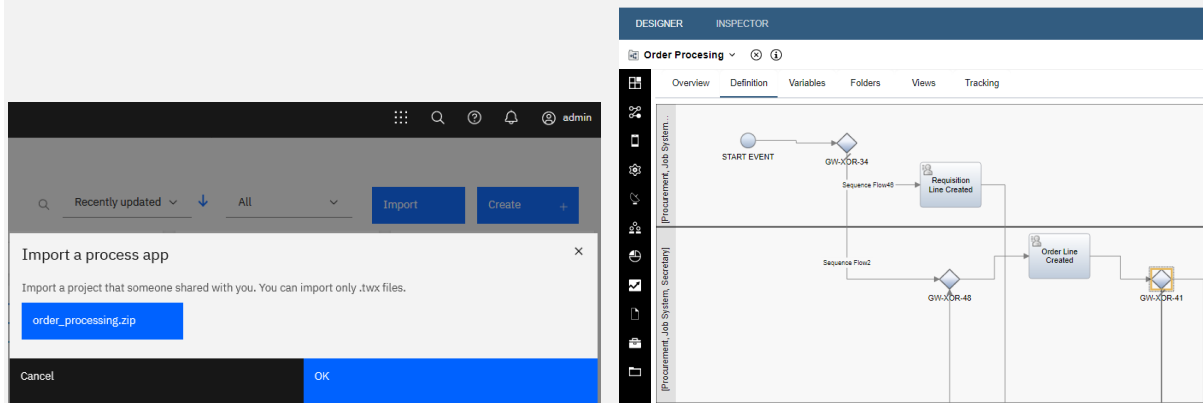 admin
Recently updated
All
Import
Create +
Import a process app ×
Import a project that someone shared with you. You can import only .twx files.
order_processing.zip
Cancel
OK
DESIGNER INSPECTOR
Order Procesing
Overview Definition Variables Folders Views Tracking
[Procurement, Job System...
START EVENT
GW-XOR-34
Sequence Flow46
Requisition
Line Created
[Procurement, Job System, Secretary]
Sequence Flow2
Order Line
Created
GW-XOR-48
GW-XOR-41